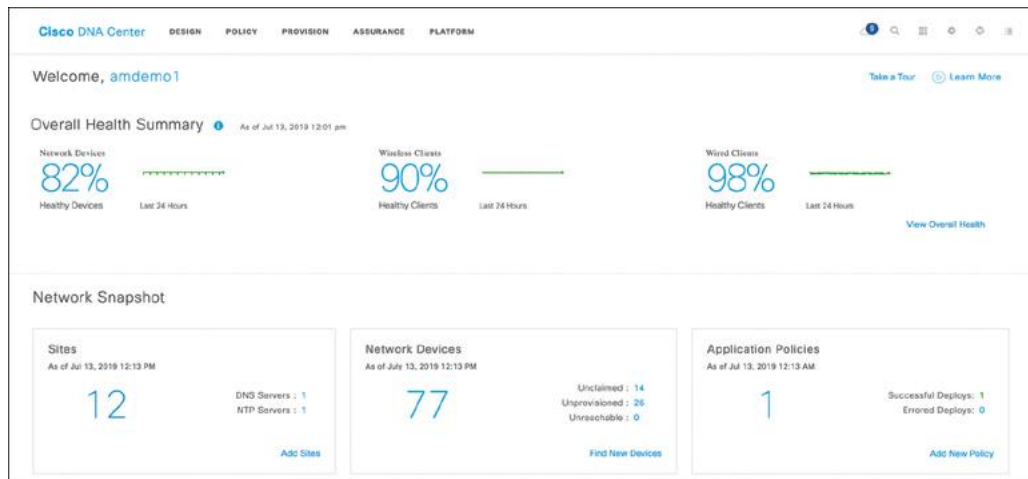 Cisco DNA Center DESIGN POLICY PROVISION ASSURANCE PLATFORM
Welcome, amdemo1
Take a Tour Learn More
Overall Health Summary As of Jul 13, 2019 12:01 pm
Network Devices
82%
Healthy Devices Last 24 Hours
Wireless Clients
90%
Healthy Clients Last 24 Hours
Wired Clients
98%
Healthy Clients Last 24 Hours
View Overall Health
Network Snapshot
Sites
As of Jul 13, 2019 12:13 PM
12
DNS Servers : 1
NTP Servers : 1
Add Sites
Network Devices
As of July 13, 2019 12:13 PM
77
Unclaimed : 14
Unprovisioned : 26
Unreachable : 0
Find New Devices
Application Policies
As of Jul 13, 2019 12:13 AM
1
Successful Deploys: 1
Errored Deploys: 0
Add New Policy